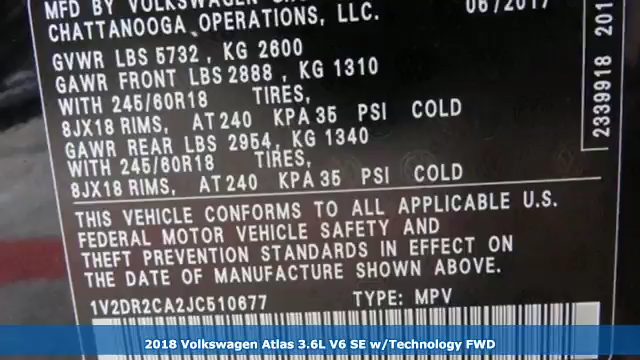 MFD BY VOLKSWAGEN 06/2017
CHATTANOOGA OPERATIONS, LLC.
GVWR LBS 5732 , KG 2600
GAWR FRONT LBS 2888 , KG 1310
WITH 245/60R18 TIRES,
8JX18 RIMS, AT 240 KPA 35 PSI COLD
GAWR REAR LBS 2954, KG 1340
WITH 245/60R18 TIRES,
8JX18 RIMS, AT 240 KPA 35 PSI COLD
2339918 201
THIS VEHICLE CONFORMS TO ALL APPLICABLE U.S.
FEDERAL MOTOR VEHICLE SAFETY AND
THEFT PREVENTION STANDARDS IN EFFECT ON
THE DATE OF MANUFACTURE SHOWN ABOVE.
1V2DR2CA2JC510677 TYPE: MPV
2018 Volkswagen Atlas 3.6L V6 SE w/Technology FWD